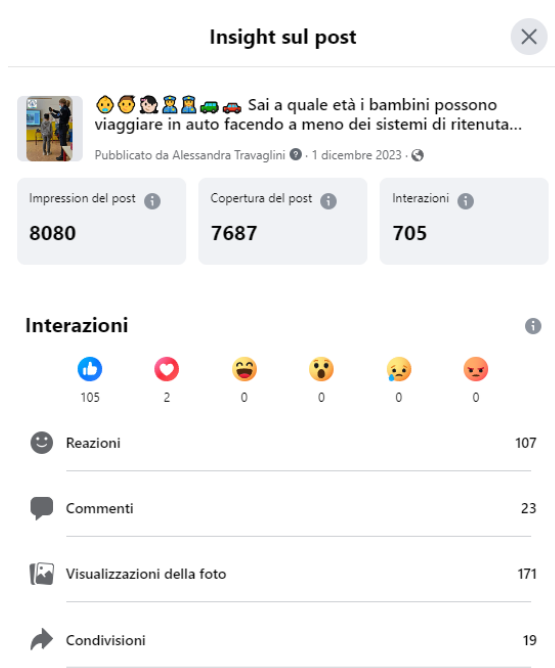 Insight sul post
👶👦👧👮👮🚙🚗 Sai a quale età i bambini possono
viaggiare in auto facendo a meno dei sistemi di ritenuta...
Pubblicato da Alessandra Travaglini · 1 dicembre 2023 ·
Impression del post
8080
Copertura del post
7687
Interazioni
705
Interazioni
105
2
0
0
0
0
Reazioni
107
Commenti
23
Visualizzazioni della foto
171
Condivisioni
19